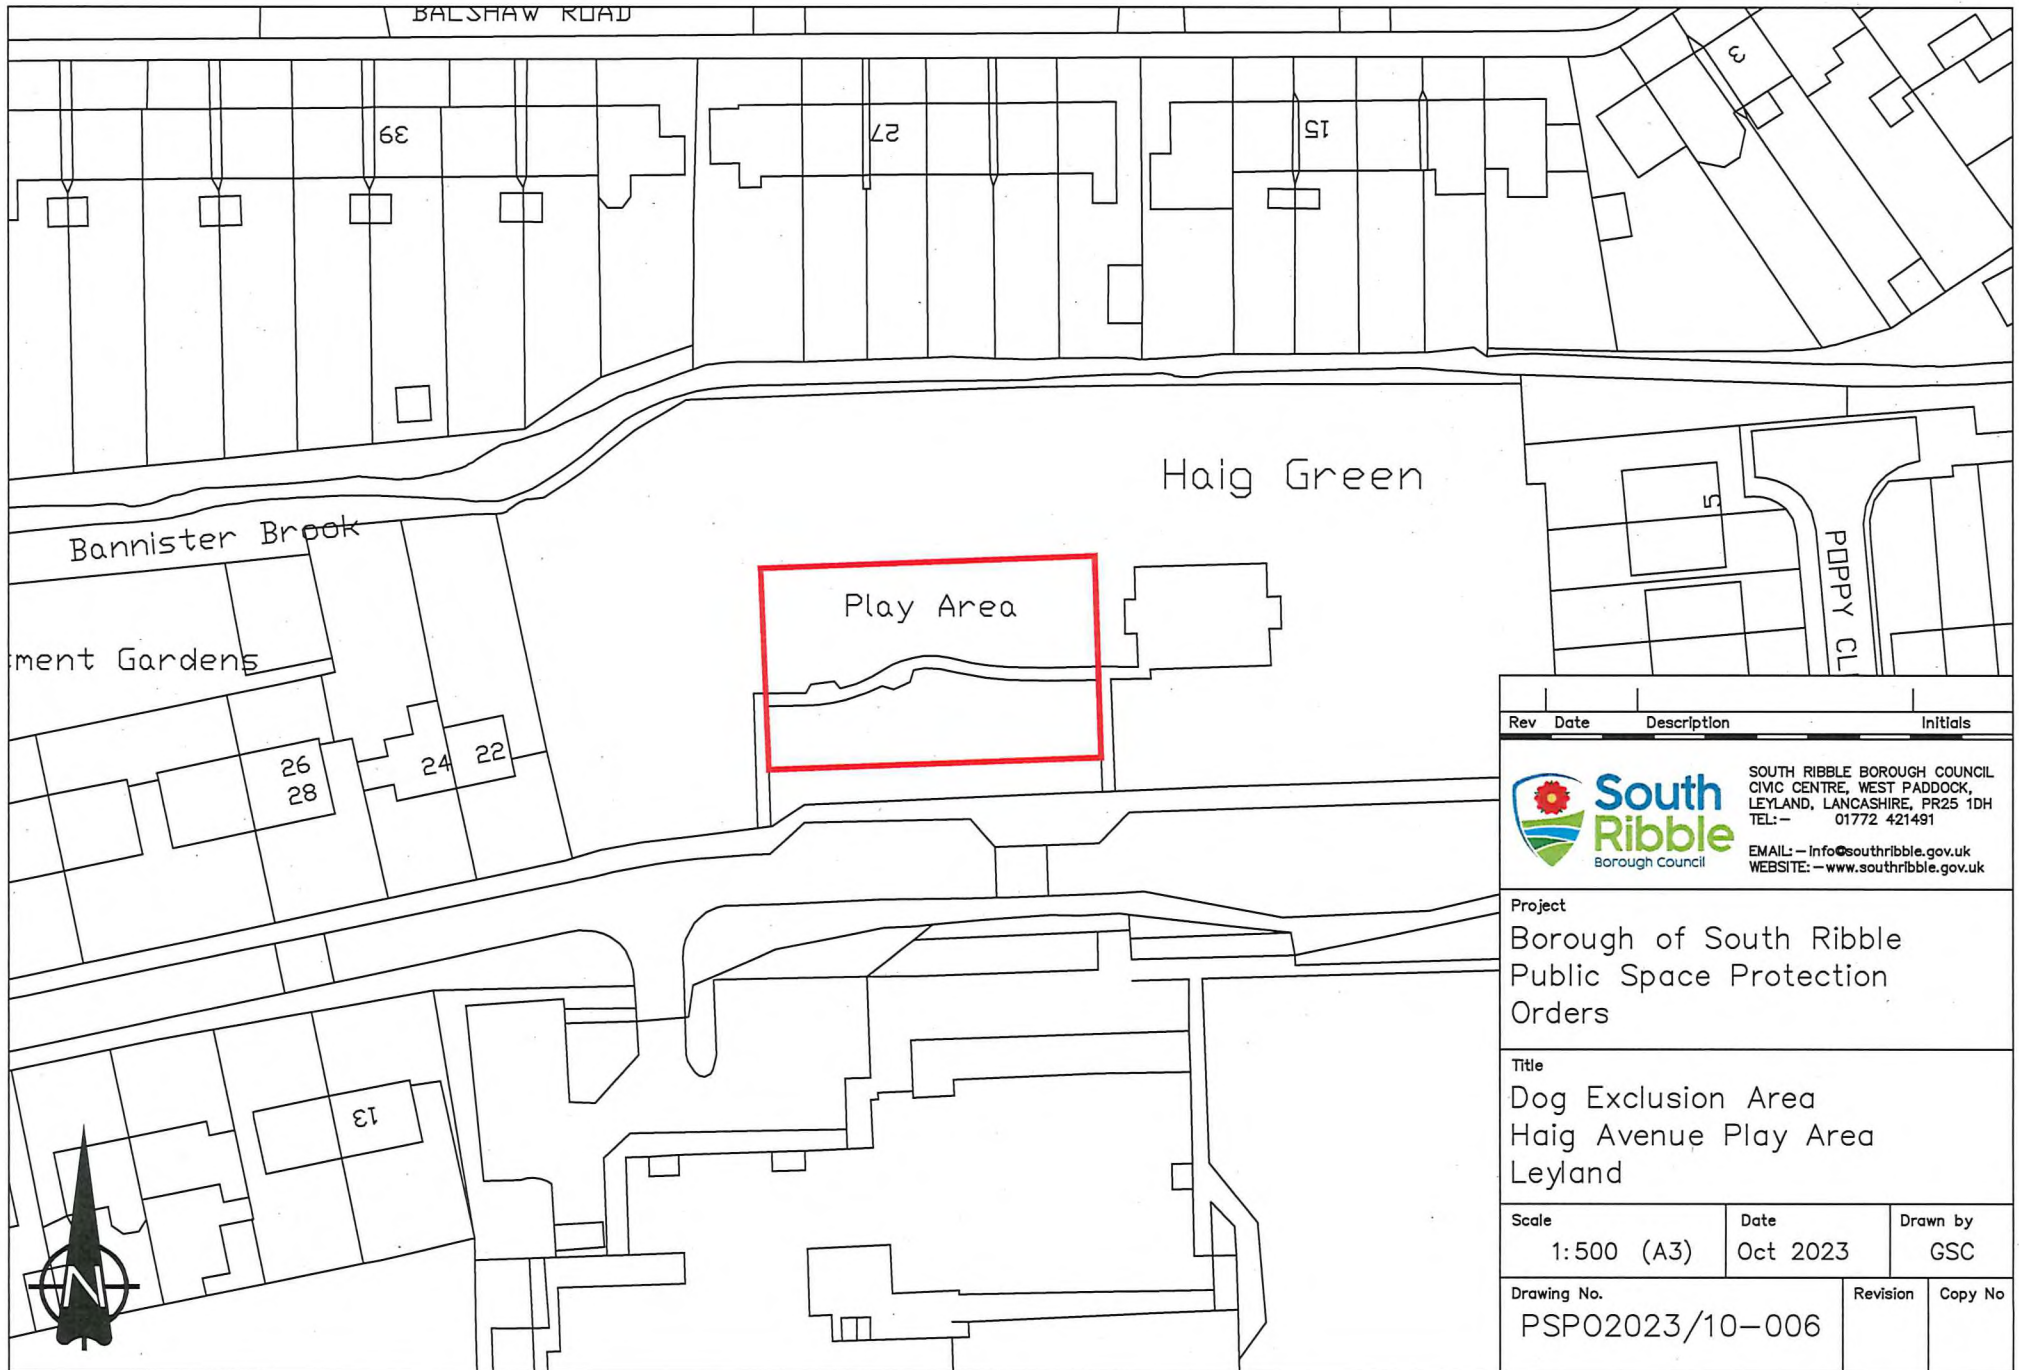 BALSHAW ROAD
39
27
15
3
Haig Green
Bannister Brook
5
POPPY CL
Play Area
ment Gardens
26
28
24
22
13
N
Rev Date Description Initials
South
Ribble
Borough Council
SOUTH RIBBLE BOROUGH COUNCIL
CIVIC CENTRE, WEST PADDOCK,
LEYLAND, LANCASHIRE, PR25 1DH
TEL:- 01772 421491
EMAIL:-info@southribble.gov.uk
WEBSITE:-www.southribble.gov.uk
Project
Borough of South Ribble
Public Space Protection
Orders
Title
Dog Exclusion Area
Haig Avenue Play Area
Leyland
Scale
1:500 (A3)
Date
Oct 2023
Drawn by
GSC
Drawing No.
PSPO2023/10-006
Revision
Copy No